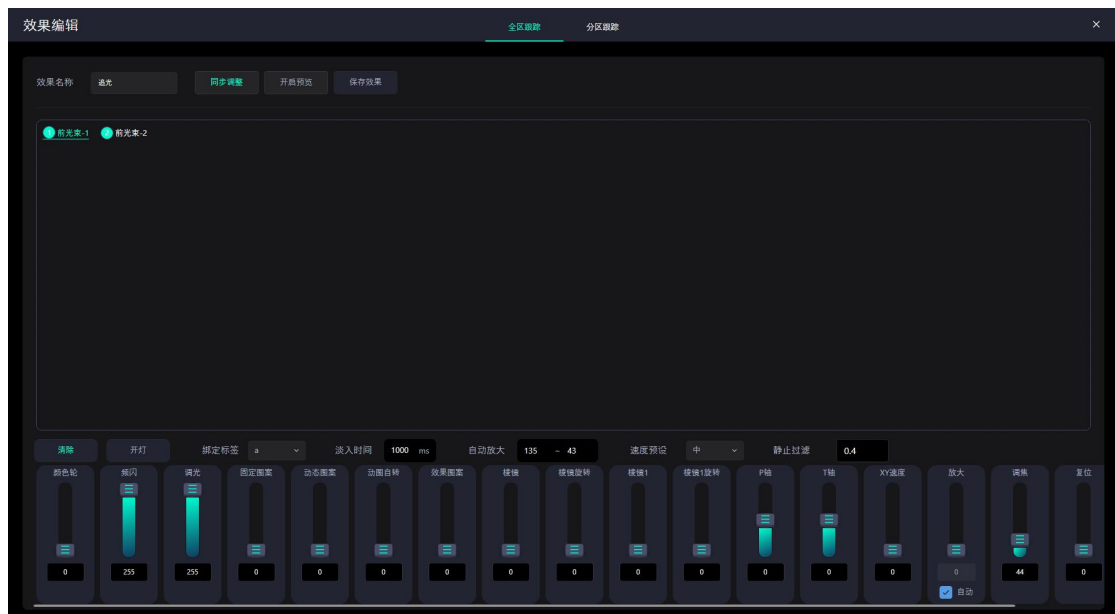 效果编辑 全区跟踪 分区跟踪 ×
效果名称 追光 同步调整 开启预览 保存效果
1 前光束-1 2 前光束-2
清除 开灯 绑定标签 a 淡入时间 1000 ms 自动放大 135 ~ 43 速度预设 中 静止过滤 0.4
颜色轮 频闪 调光 固定图案 动态图案 动图自转 效果图案 棱镜 棱镜旋转 棱镜1 棱镜1旋转 P轴 T轴 XY速度 放大 调焦 复位
0 255 255 0 0 0 0 0 0 0 0 0 0 0 0 44 0
自动